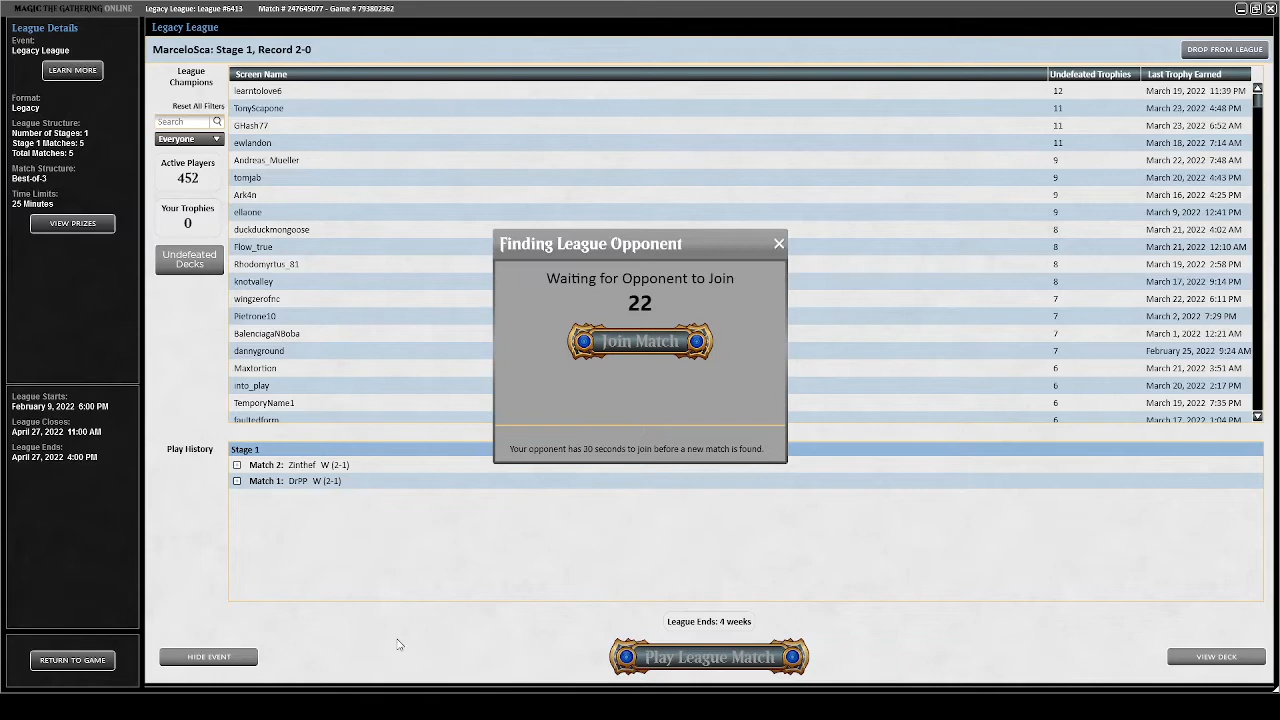 MAGIC THE GATHERING ONLINE
Legacy League: League #6413
Match # 247645077 - Game # 793802362
League Details
Event:
Legacy League
LEARN MORE
Format:
Legacy
League Structure:
Number of Stages: 1
Stage 1 Matches: 5
Total Matches: 5
Match Structure:
Best-of-3
Time Limits:
25 Minutes
VIEW PRIZES
League Starts:
February 9, 2022 6:00 PM
League Closes:
April 27, 2022 11:00 AM
League Ends:
April 27, 2022 4:00 PM
RETURN TO GAME
Legacy League
MarceloSca: Stage 1, Record 2-0
DROP FROM LEAGUE
League
Champions
Reset All Filters
Search
Everyone
Active Players
452
Your Trophies
0
Undefeated
Decks
Screen Name Undefeated Trophies Last Trophy Earned
learntolove6 12 March 19, 2022 11:39 PM
TonyScapone 11 March 23, 2022 4:48 PM
GHash77 11 March 23, 2022 6:52 AM
ewlandon 11 March 18, 2022 7:14 AM
Andreas_Mueller 9 March 22, 2022 7:48 AM
tomjab 9 March 20, 2022 4:43 PM
Ark4n 9 March 16, 2022 4:25 PM
ellaone 9 March 9, 2022 12:41 PM
duckduckmongoose 8 March 21, 2022 4:02 AM
Flow_true 8 March 21, 2022 12:10 AM
Rhodomyrtus_81 8 March 19, 2022 2:58 PM
knotvalley 8 March 17, 2022 9:14 PM
wingzerofnc 7 March 22, 2022 6:11 PM
Pietrone10 7 March 2, 2022 7:29 PM
BalenciagaNBoba 7 March 1, 2022 12:21 AM
dannyground 7 February 25, 2022 9:24 AM
Maxtortion 6 March 21, 2022 3:51 AM
into_play 6 March 20, 2022 2:17 PM
TemporyName1 6 March 19, 2022 7:35 PM
faultedform 6 March 17, 2022 1:04 PM
Finding League Opponent
Waiting for Opponent to Join
22
Join Match
Your opponent has 30 seconds to join before a new match is found.
Play History
Stage 1
Match 2: Zinthef W (2-1)
Match 1: DrPP W (2-1)
League Ends: 4 weeks
HIDE EVENT
Play League Match
VIEW DECK